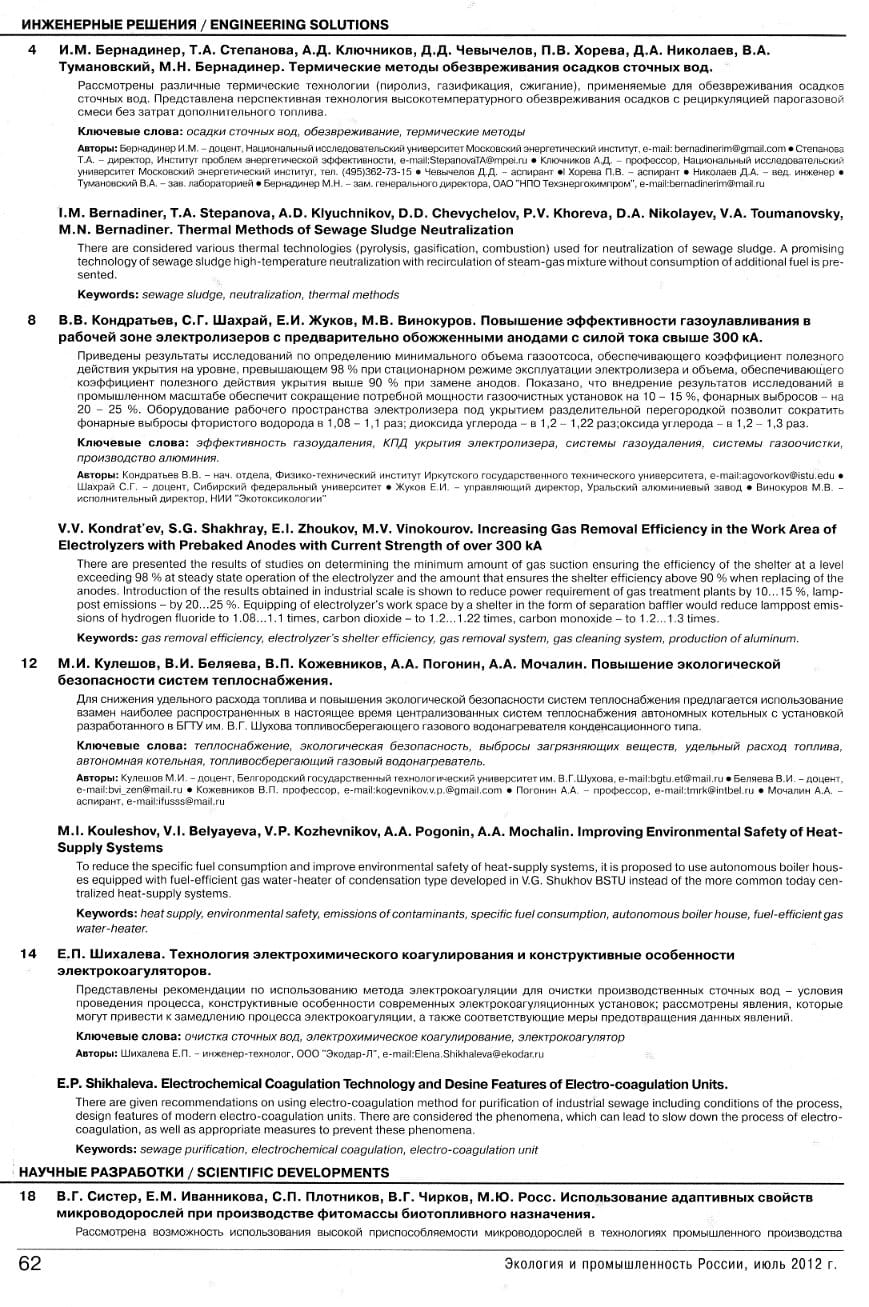 ИНЖЕНЕРНЫЕ РЕШЕНИЯ / ENGINEERING SOLUTIONS
4 И.М. Бернадинер, Т.А. Степанова, А.Д. Ключников, Д.Д. Чевычелов, П.В. Хорева, Д.А. Николаев, В.А.
Тумановский, М.Н. Бернадинер. Термические методы обезвреживания осадков сточных вод.
Рассмотрены различные термические технологии (пиролиз, газификация, сжигание), применяемые для обезвреживания осадков
сточных вод. Представлена перспективная технология высокотемпературного обезвреживания осадков с рециркуляцией парогазовой
смеси без затрат дополнительного топлива.
Ключевые слова: осадки сточных вод, обезвреживание, термические методы
Авторы: Бернадинер И.М. – доцент, Национальный исследовательский университет Московский энергетический институт, e-mail: bernadinerim@gmail.com ● Степанова
Т.А. – директор, Институт проблем энергетической эффективности, e-mail:StepanovaTA@mpei.ru ● Ключников А.Д. – профессор, Национальный исследовательский
университет Московский энергетический институт, тел. (495)362-73-15 ● Чевычелов Д.Д. – аспирант ●I Хорева П.В. – аспирант ● Николаев Д.А. – вед. инженер ●
Тумановский В.А. – зав. лабораторией ● Бернадинер М.Н. – зам. генерального директора, ОАО "НПО Техэнергохимпром", e-mail:bernadinerim@mail.ru
I.M. Bernadiner, T.A. Stepanova, A.D. Klyuchnikov, D.D. Chevychelov, P.V. Khoreva, D.A. Nikolayev, V.A. Toumanovsky,
M.N. Bernadiner. Thermal Methods of Sewage Sludge Neutralization
There are considered various thermal technologies (pyrolysis, gasification, combustion) used for neutralization of sewage sludge. A promising
technology of sewage sludge high-temperature neutralization with recirculation of steam-gas mixture without consumption of additional fuel is pre-
sented.
Keywords: sewage sludge, neutralization, thermal methods
8 В.В. Кондратьев, С.Г. Шахрай, Е.И. Жуков, М.В. Винокуров. Повышение эффективности газоулавливания в
рабочей зоне электролизеров с предварительно обожженными анодами с силой тока свыше 300 кА.
Приведены результаты исследований по определению минимального объема газоотсоса, обеспечивающего коэффициент полезного
действия укрытия на уровне, превышающем 98 % при стационарном режиме эксплуатации электролизера и объема, обеспечивающего
коэффициент полезного действия укрытия выше 90 % при замене анодов. Показано, что внедрение результатов исследований в
промышленном масштабе обеспечит сокращение потребной мощности газоочистных установок на 10 – 15 %, фонарных выбросов – на
20 – 25 %. Оборудование рабочего пространства электролизера под укрытием разделительной перегородкой позволит сократить
фонарные выбросы фтористого водорода в 1,08 – 1,1 раз; диоксида углерода – в 1,2 – 1,22 раз;оксида углерода – в 1,2 – 1,3 раз.
Ключевые слова: эффективность газоудаления, КПД укрытия электролизера, системы газоудаления, системы газоочистки,
производство алюминия.
Авторы: Кондратьев В.В. – нач. отдела, Физико-технический институт Иркутского государственного технического университета, e-mail:agovorkov@istu.edu ●
Шахрай С.Г. – доцент, Сибирский федеральный университет ● Жуков Е.И. – управляющий директор, Уральский алюминиевый завод ● Винокуров М.В. –
исполнительный директор, НИИ "Экотоксикологии"
V.V. Kondrat'ev, S.G. Shakhray, E.I. Zhoukov, M.V. Vinokourov. Increasing Gas Removal Efficiency in the Work Area of
Electrolyzers with Prebaked Anodes with Current Strength of over 300 kA
There are presented the results of studies on determining the minimum amount of gas suction ensuring the efficiency of the shelter at a level
exceeding 98 % at steady state operation of the electrolyzer and the amount that ensures the shelter efficiency above 90 % when replacing of the
anodes. Introduction of the results obtained in industrial scale is shown to reduce power requirement of gas treatment plants by 10...15 %, lamp-
post emissions – by 20...25 %. Equipping of electrolyzer's work space by a shelter in the form of separation baffler would reduce lamppost emis-
sions of hydrogen fluoride to 1.08...1.1 times, carbon dioxide – to 1.2...1.22 times, carbon monoxide – to 1.2...1.3 times.
Keywords: gas removal efficiency, electrolyzer's shelter efficiency, gas removal system, gas cleaning system, production of aluminum.
12 М.И. Кулешов, В.И. Беляева, В.П. Кожевников, А.А. Погонин, А.А. Мочалин. Повышение экологической
безопасности систем теплоснабжения.
Для снижения удельного расхода топлива и повышения экологической безопасности систем теплоснабжения предлагается использование
взамен наиболее распространенных в настоящее время централизованных систем теплоснабжения автономных котельных с установкой
разработанного в БГТУ им. В.Г. Шухова топливосберегающего газового водонагревателя конденсационного типа.
Ключевые слова: теплоснабжение, экологическая безопасность, выбросы загрязняющих веществ, удельный расход топлива,
автономная котельная, топливосберегающий газовый водонагреватель.
Авторы: Кулешов М.И. – доцент, Белгородский государственный технологический университет им. В.Г.Шухова, e-mail:bgtu.et@mail.ru ● Беляева В.И. – доцент,
e-mail:bvi_zen@mail.ru ● Кожевников В.П. профессор, e-mail:kogevnikov.v.p.@gmail.com ● Погонин А.А. – профессор, e-mail:tmrk@intbel.ru ● Мочалин А.А. –
аспирант, e-mail:ifusss@mail.ru
M.I. Kouleshov, V.I. Belyayeva, V.P. Kozhevnikov, A.A. Pogonin, A.A. Mochalin. Improving Environmental Safety of Heat-
Supply Systems
To reduce the specific fuel consumption and improve environmental safety of heat-supply systems, it is proposed to use autonomous boiler hous-
es equipped with fuel-efficient gas water-heater of condensation type developed in V.G. Shukhov BSTU instead of the more common today cen-
tralized heat-supply systems.
Keywords: heat supply, environmental safety, emissions of contaminants, specific fuel consumption, autonomous boiler house, fuel-efficient gas
water-heater.
14 Е.П. Шихалева. Технология электрохимического коагулирования и конструктивные особенности
электрокоагуляторов.
Представлены рекомендации по использованию метода электрокоагуляции для очистки производственных сточных вод – условия
проведения процесса, конструктивные особенности современных электрокоагуляционных установок; рассмотрены явления, которые
могут привести к замедлению процесса электрокоагуляции, а также соответствующие меры предотвращения данных явлений.
Ключевые слова: очистка сточных вод, электрохимическое коагулирование, электрокоагулятор
Авторы: Шихалева Е.П. – инженер-технолог, ООО "Экодар-Л", e-mail:Elena.Shikhaleva@ekodar.ru
E.P. Shikhaleva. Electrochemical Coagulation Technology and Desine Features of Electro-coagulation Units.
There are given recommendations on using electro-coagulation method for purification of industrial sewage including conditions of the process,
design features of modern electro-coagulation units. There are considered the phenomena, which can lead to slow down the process of electro-
coagulation, as well as appropriate measures to prevent these phenomena.
Keywords: sewage purification, electrochemical coagulation, electro-coagulation unit
НАУЧНЫЕ РАЗРАБОТКИ / SCIENTIFIC DEVELOPMENTS
18 В.Г. Систер, Е.М. Иванникова, С.П. Плотников, В.Г. Чирков, М.Ю. Росс. Использование адаптивных свойств
микроводорослей при производстве фитомассы биотопливного назначения.
Рассмотрена возможность использования высокой приспособляемости микроводорослей в технологиях промышленного производства
62 Экология и промышленность России, июль 2012 г.